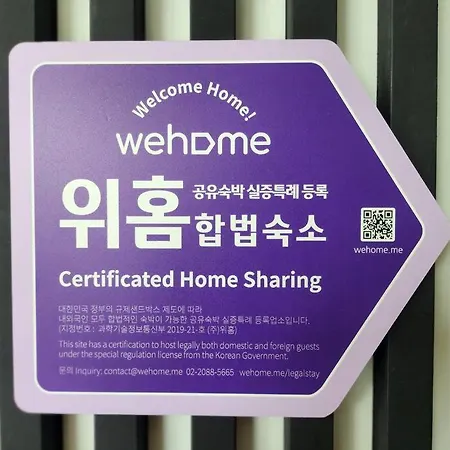 Welcome Home!
wehome
위홈 공유숙박 실증특례 등록
합법숙소
wehome.me
Certificated Home Sharing
대한민국 정부의 규제샌드박스 제도에 따라
내외국인 모두 합법적인 숙박이 가능한 공유숙박 실증특례 등록업소입니다.
(지정번호 : 과학기술정보통신부 2019-21-호 (주)위홈)
This site has a certification to host legally both domestic and foreign guests
under the special regulation license from the Korean Government.
문의 Inquiry: contact@wehome.me 02-2088-5665 wehome.me/legalstay